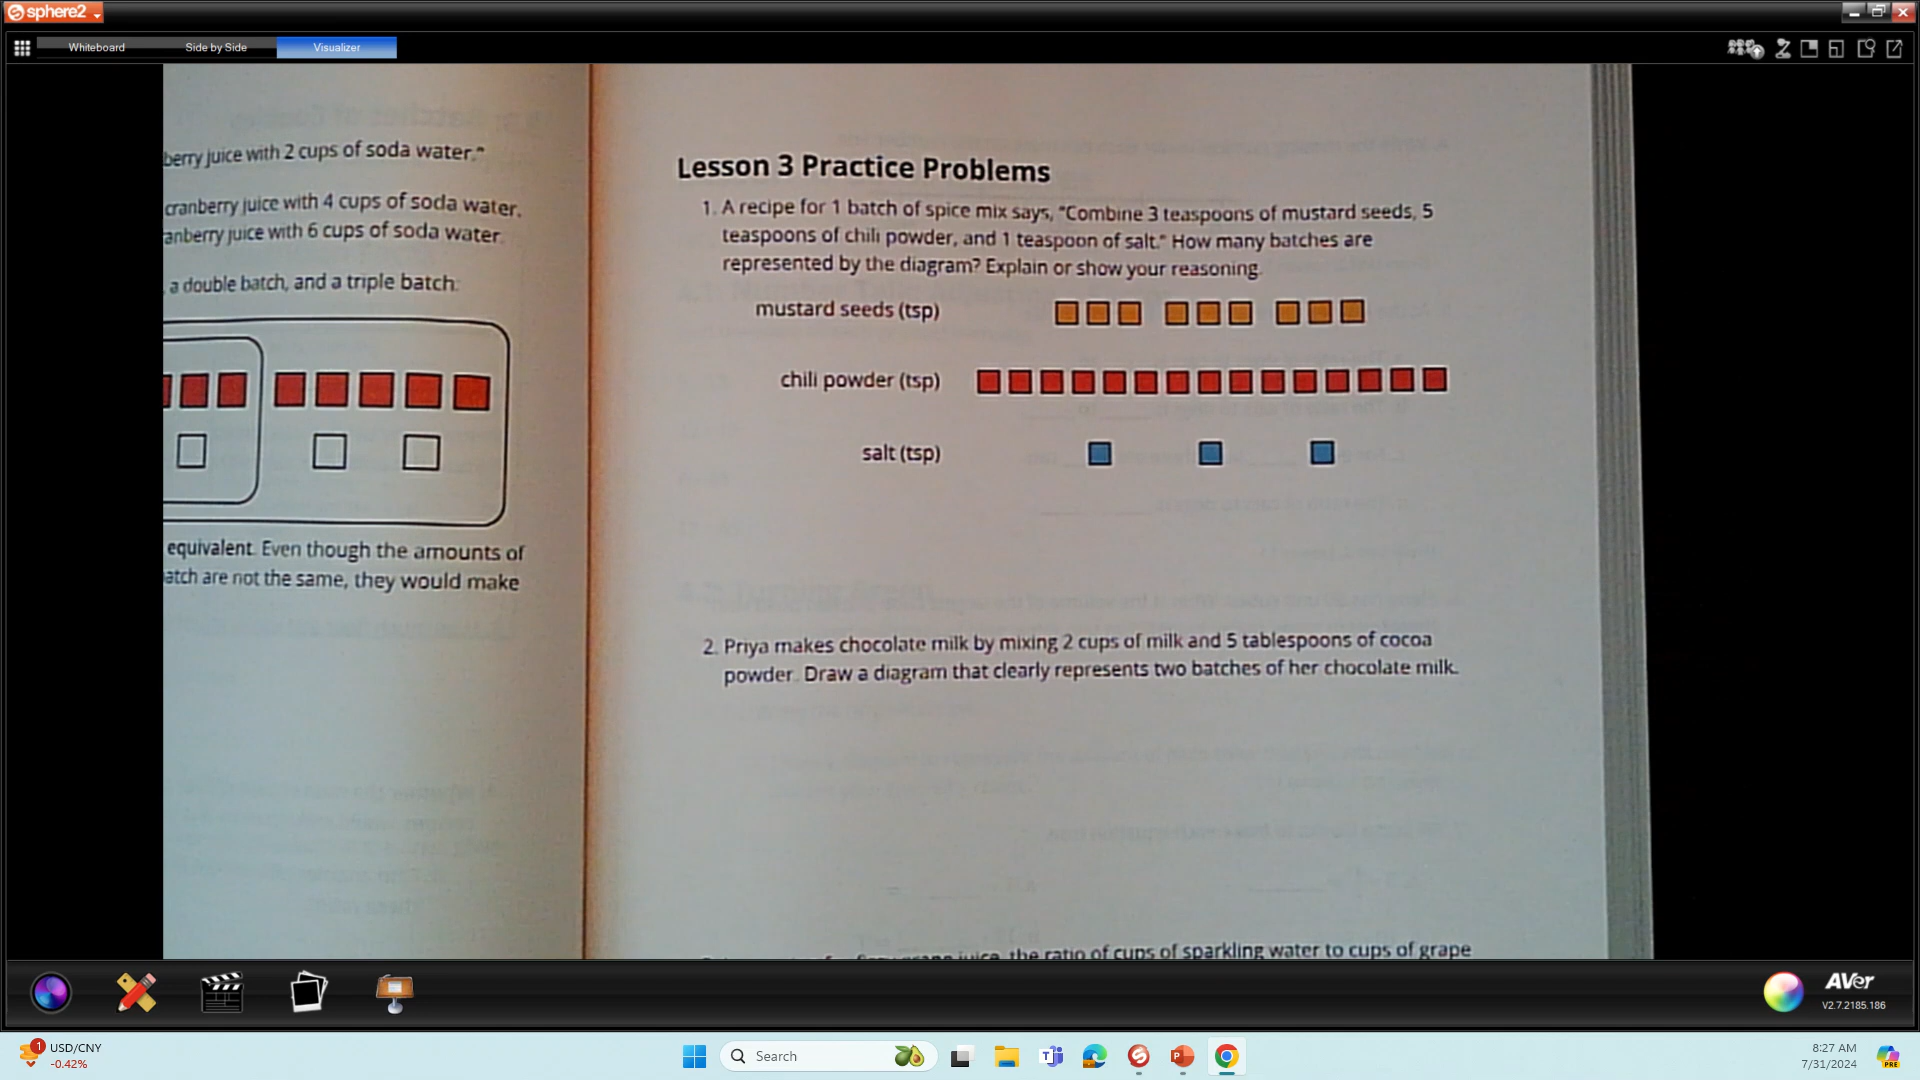 sphere2
Whiteboard
Side by Side
Visualizer
berry juice with 2 cups of soda water."
cranberry juice with 4 cups of soda water,
anberry juice with 6 cups of soda water.
, a double batch, and a triple batch:
equivalent. Even though the amounts of
atch are not the same, they would make
Lesson 3 Practice Problems
1. A recipe for 1 batch of spice mix says, "Combine 3 teaspoons of mustard seeds, 5
teaspoons of chili powder, and 1 teaspoon of salt." How many batches are
represented by the diagram? Explain or show your reasoning.
mustard seeds (tsp)
chili powder (tsp)
salt (tsp)
2. Priya makes chocolate milk by mixing 2 cups of milk and 5 tablespoons of cocoa
powder. Draw a diagram that clearly represents two batches of her chocolate milk.
grape juice, the ratio of cups of sparkling water to cups of grape
AVer
V2.7.2185.186
1
USD/CNY
-0.42%
Search
8:27 AM
7/31/2024
PRE